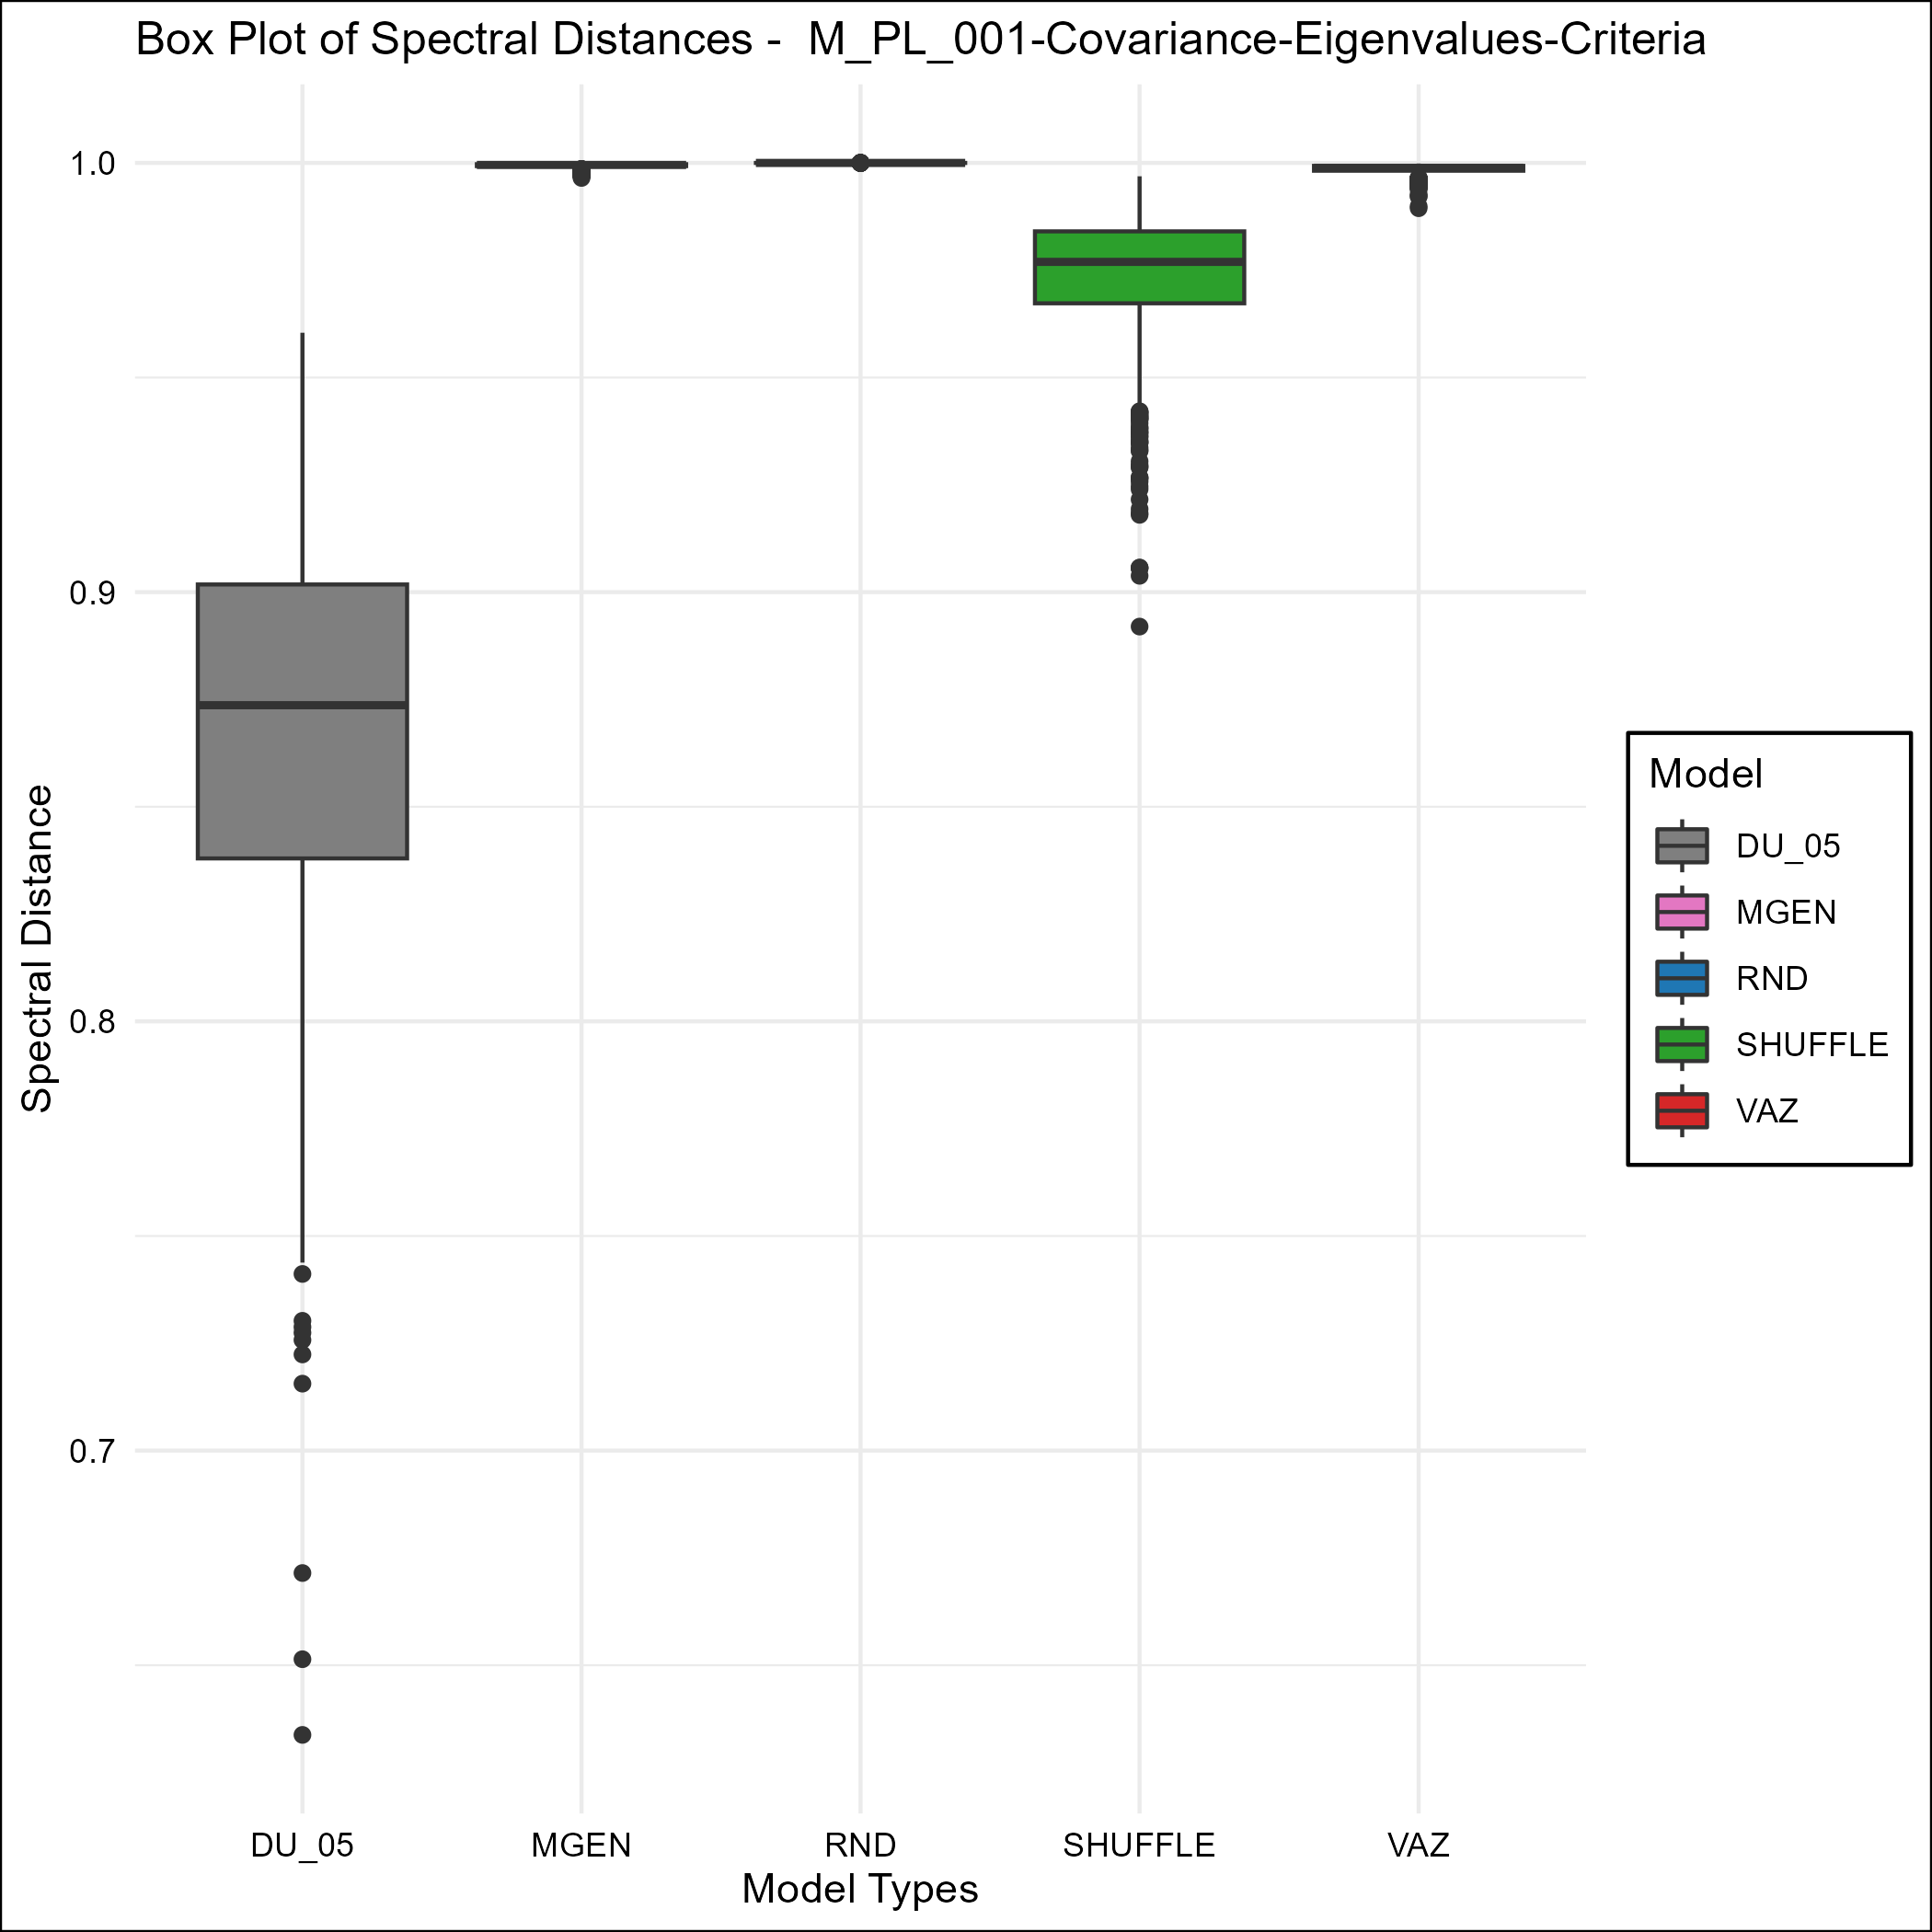 Box Plot of Spectral Distances -  M_PL_001-Covariance-Eigenvalues-Criteria
Spectral Distance
1.0
0.9
0.8
0.7
DU_05
MGEN
RND
SHUFFLE
VAZ
Model Types
Model
DU_05
MGEN
RND
SHUFFLE
VAZ